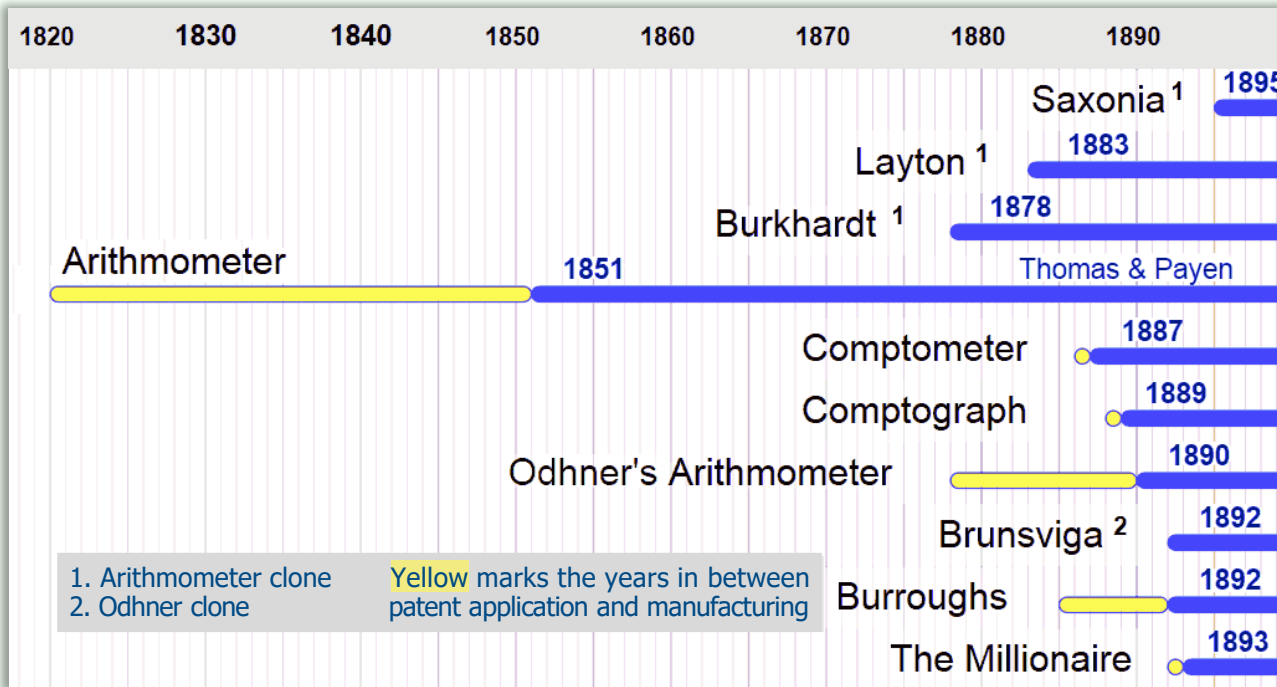 1820 1830 1840 1850 1860 1870 1880 1890
1895
Saxonia 1
1883
Layton 1
1878
Burkhardt 1
Arithmometer
1851
Thomas & Payen
1887
Comptometer
1889
Comptograph
1890
Odhner's Arithmometer
1892
Brunsviga 2
1892
Burroughs
1893
The Millionaire
1. Arithmometer clone
2. Odhner clone
Yellow marks the years in between
patent application and manufacturing